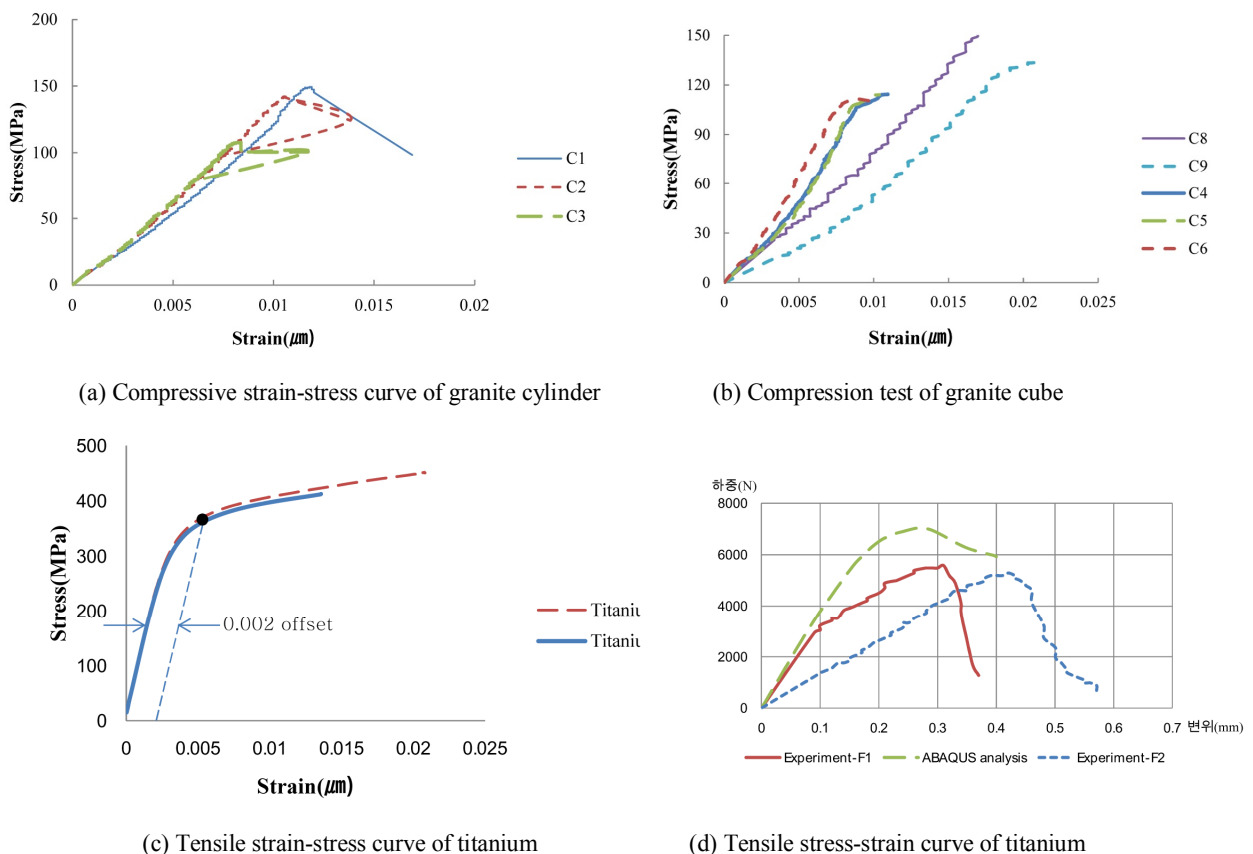 200
150
100
50
0
Stress(MPa)
0
0.005
0.01
0.015
0.02
Strain(㎛)
C1
C2
C3
(a) Compressive strain-stress curve of granite cylinder
150
120
90
60
30
0
Stress(MPa)
0
0.005
0.01
0.015
0.02
0.025
Strain(㎛)
C8
C9
C4
C5
C6
(b) Compression test of granite cube
500
400
300
200
100
0
Stress(MPa)
0.002 offset
0
0.005
0.01
0.015
0.02
0.025
Strain(㎛)
(c) Tensile strain-stress curve of titanium
하중(N)
8000
6000
4000
2000
0
0
0.1
0.2
0.3
0.4
0.5
0.6
0.7
변위(mm)
Experiment-F1
ABAQUS analysis
Experiment-F2
(d) Tensile stress-strain curve of titanium